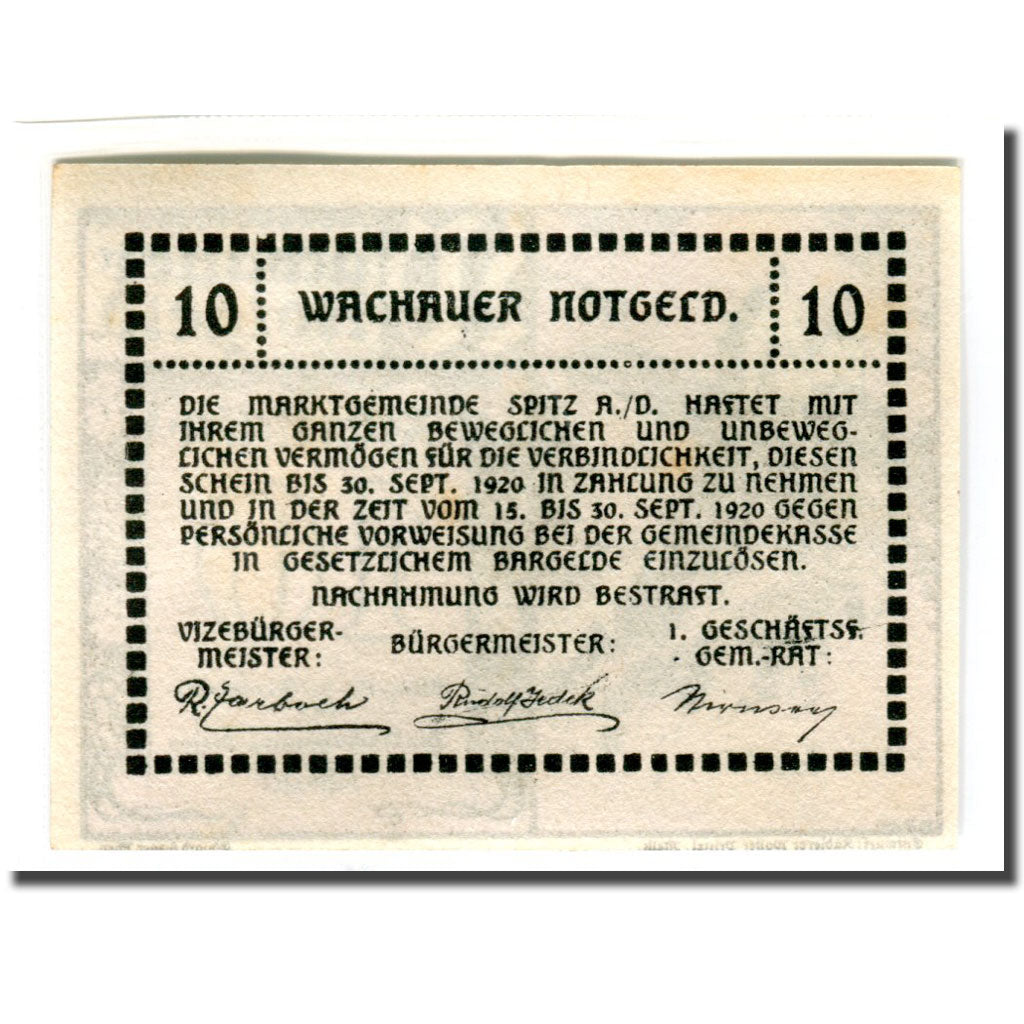 10 WACHAUER NOTGELD. 10
DIE MARKTGEMEINDE SPITZ A./D. HAFTET MIT
IHREM GANZEN BEWEGLICHEN UND UNBEWEG-
LICHEN VERMÖGEN FÜR DIE VERBINDLICHKEIT, DIESEN
SCHEIN BIS 30. SEPT. 1920 IN ZAHLUNG ZU NEHMEN
UND IN DER ZEIT VOM 15. BIS 30. SEPT. 1920 GEGEN
PERSÖNLICHE VORWEISUNG BEI DER GEMEINDEKASSE
IN GESETZLICHEM BARGELDE EINZULÖSEN.
NACHAHMUNG WIRD BESTRAFT.
VIZEBÜRGER-
MEISTER:
BÜRGERMEISTER:
1. GESCHÄFTSF.
GEM.-RAT:
Rudolf Jedek